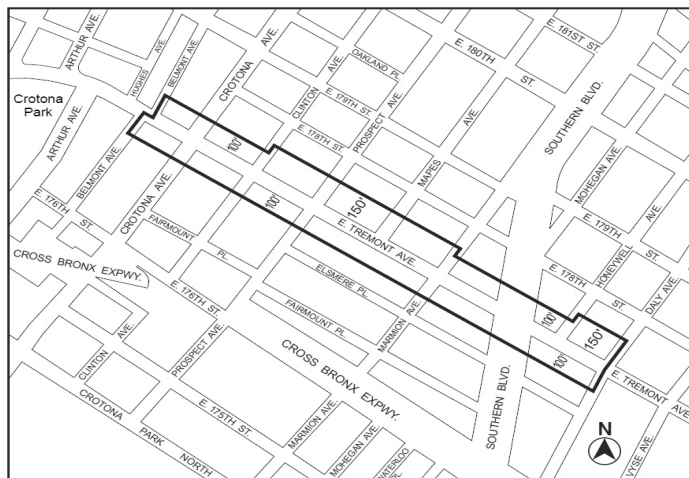 ARTHUR AVE.
HUGHES AVE.
BELMONT AVE.
CROTONA AVE.
OAKLAND PL.
E. 180TH ST.
E. 181ST ST.
Crotona
Park
ARTHUR AVE.
CLINTON AVE.
E. 179TH ST.
PROSPECT AVE.
SOUTHERN BLVD.
BELMONT AVE.
100'
E. 178TH ST.
MAPES AVE.
MOHEGAN AVE.
E. 176TH ST.
CROTONA AVE.
100'
150'
E. 179TH ST.
FAIRMOUNT PL.
E. TREMONT AVE.
E. 178TH ST.
HONEYWELL AVE.
DALY AVE.
CROSS BRONX EXPWY.
ELSMERE PL.
E. 176TH ST.
FAIRMOUNT PL.
100'
150'
CLINTON AVE.
PROSPECT AVE.
MARMION AVE.
100'
CROSS BRONX EXPWY.
E. TREMONT AVE.
CROTONA PARK NORTH
E. 175TH ST.
MARMION AVE.
MOHEGAN AVE.
WATERLOO PL.
SOUTHERN BLVD.
N
VYSE AVE.